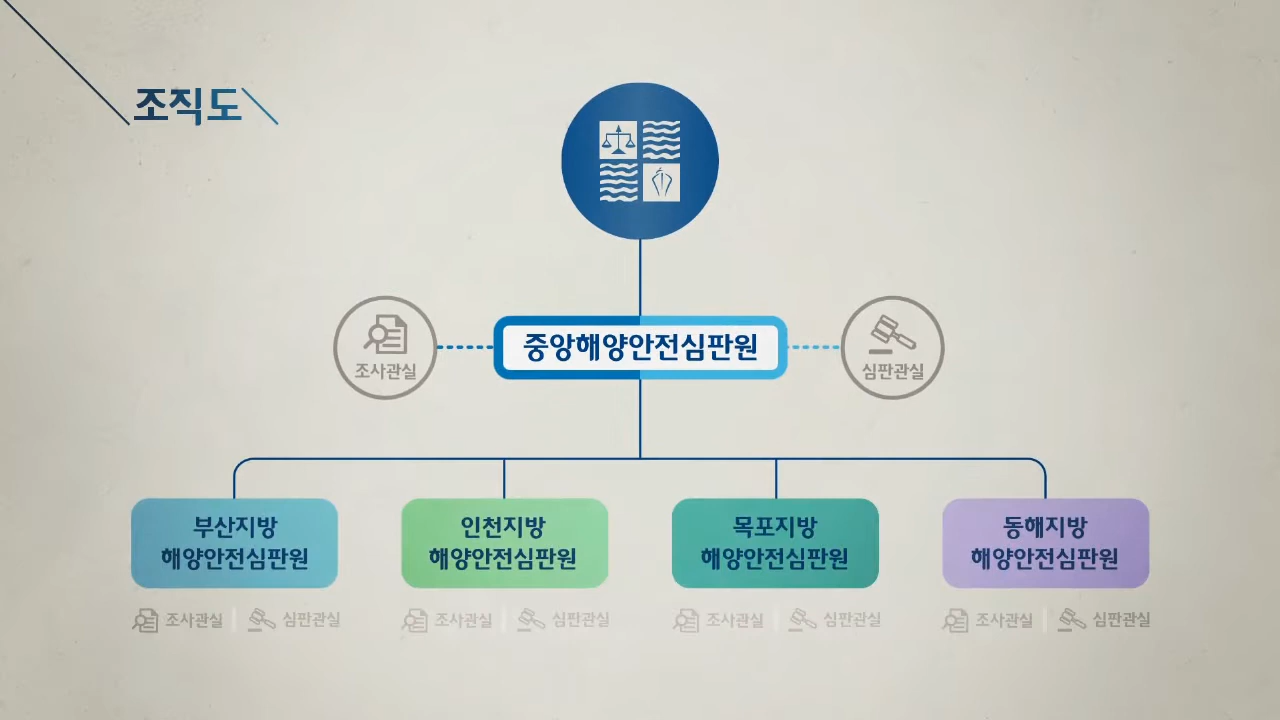 조직도
조사관실
중앙해양안전심판원
심판관실
부산지방
해양안전심판원
인천지방
해양안전심판원
목포지방
해양안전심판원
동해지방
해양안전심판원
조사관실 심판관실
조사관실 심판관실
조사관실 심판관실
조사관실 심판관실